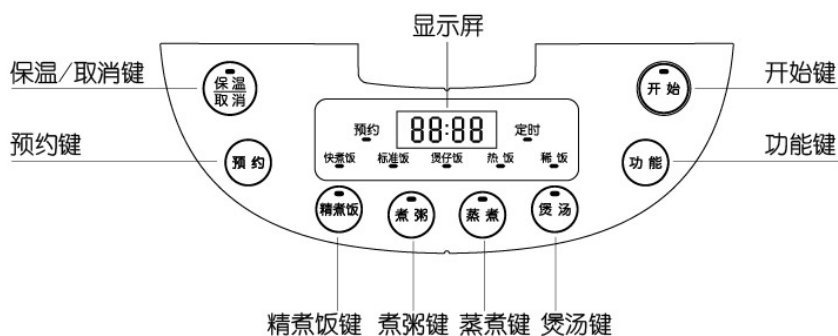 显示屏
保温/取消键
开始键
保温
取消
开始
预约
88:88
定时
预约键
功能键
快煮饭
标准饭
煲仔饭
热饭
稀饭
预约
功能
精煮饭
煮粥
蒸煮
煲汤
精煮饭键
煮粥键
蒸煮键
煲汤键